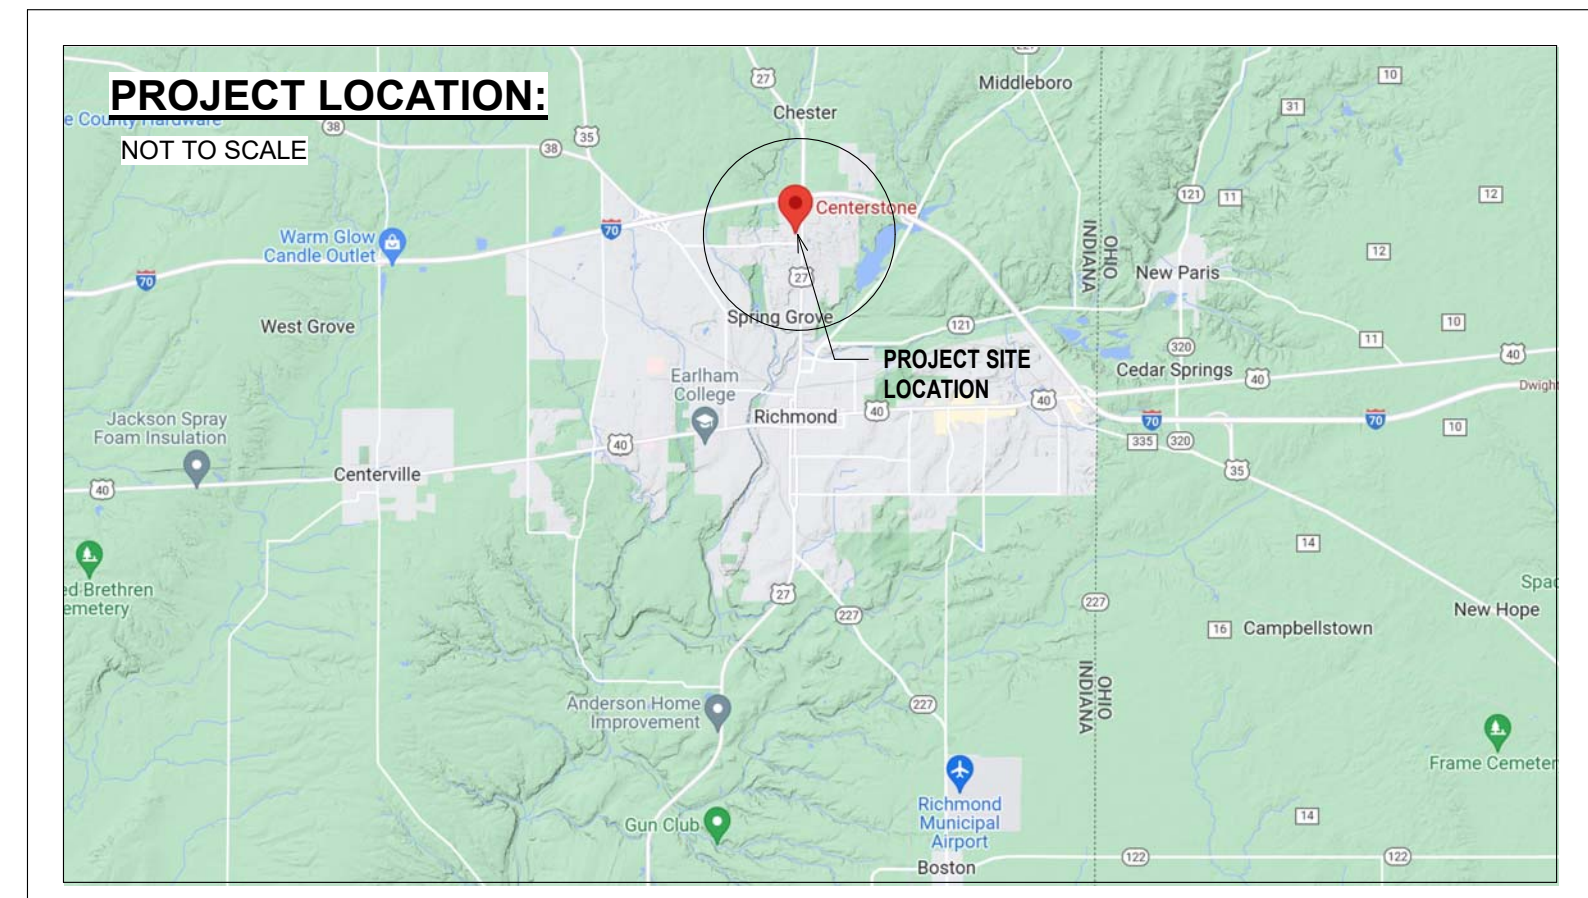 PROJECT LOCATION:
NOT TO SCALE
27
Middleboro
10
Chester
31
38
35
38
121
11
12
Centerstone
70
Warm Glow
Candle Outlet
OHIO
INDIANA
12
70
27
New Paris
West Grove
Spring Grove
121
10
11
320
40
PROJECT SITE
LOCATION
Cedar Springs
40
Earlham
College
Dwight
40
Jackson Spray
Foam Insulation
Richmond
40
70
70
10
40
335
320
Centerville
35
40
14
ed Brethren
emetery
27
227
227
Spac
New Hope
16
Campbellstown
OHIO
INDIANA
Anderson Home
Improvement
227
Frame Cemeter
Richmond
Municipal
Airport
Gun Club
14
Boston
122
122